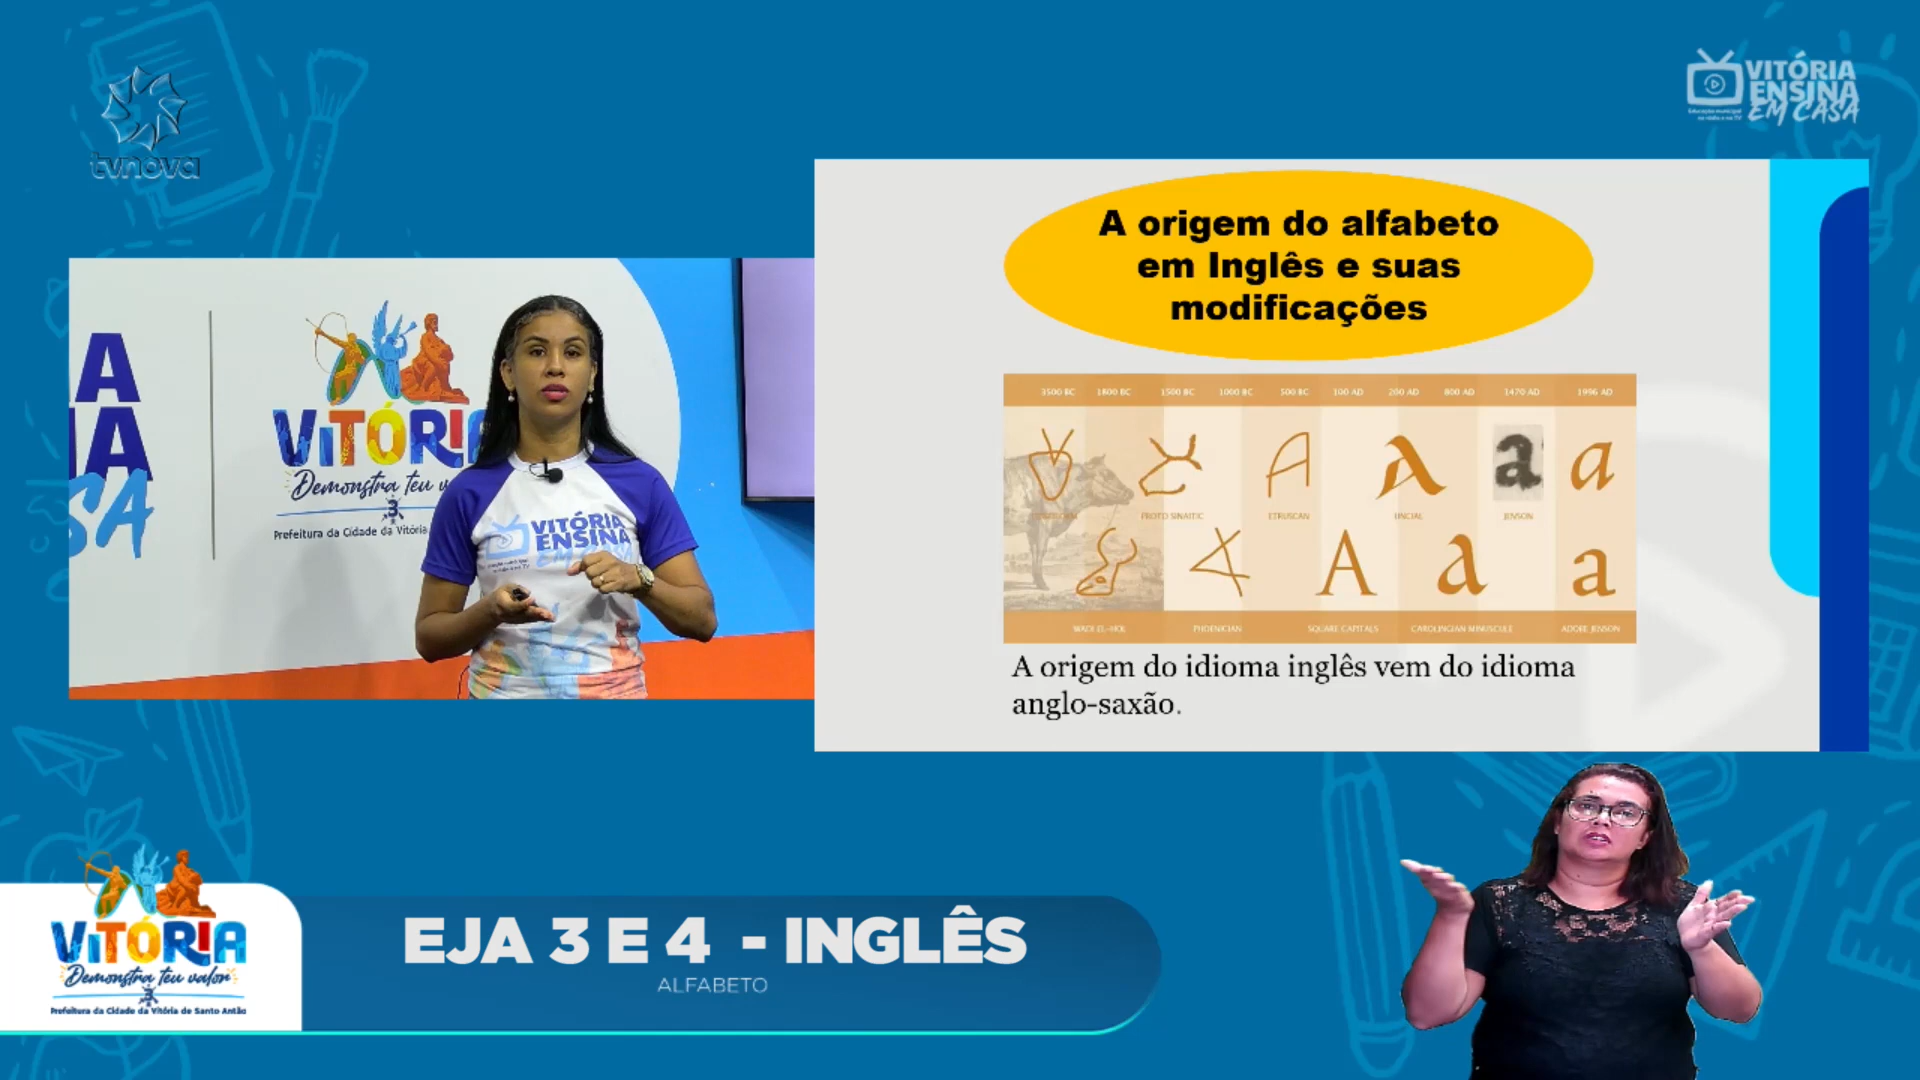 tvnova
VITÓRIA
ENSINA
EM CASA
A origem do alfabeto
em Inglês e suas
modificações
3500 BC 1800 BC 1500 BC 1000 BC 500 BC 100 AD 200 AD 800 AD 1470 AD 1996 AD
PROTO SINAITIC ETRUSCAN UNCIAL JENSON
WADI EL-HOL PHOENICIAN SQUARE CAPITALS CAROLINGIAN MINUSCULE ADOBE JENSON
A origem do idioma inglês vem do idioma
anglo-saxão.
A
IA
SA
VITÓRIA
Demonstra teu v
Prefeitura da Cidade da Vitória
VITÓRIA
ENSINA
EM CASA
VITÓRIA
Demonstra teu valor
Prefeitura da Cidade da Vitória de Santo Antão
EJA 3 E 4 - INGLÊS
ALFABETO